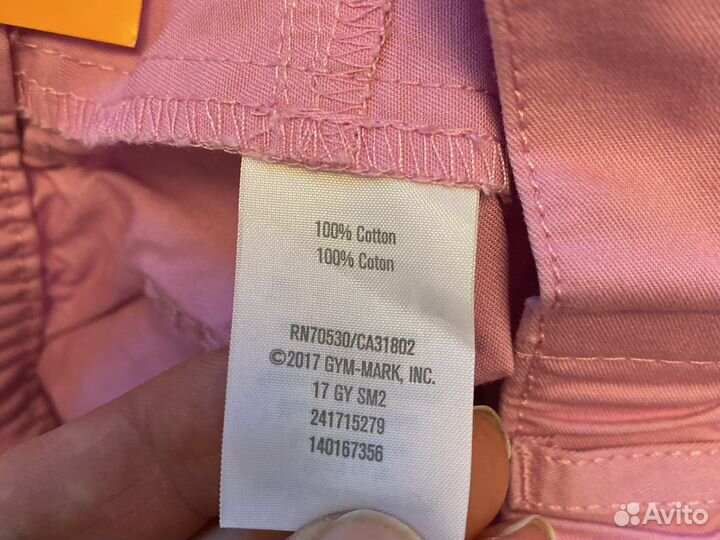 100% Cotton
100% Coton
RN70530/CA31802
©2017 GYM-MARK, INC.
17 GY SM2
241715279
140167356
Avito